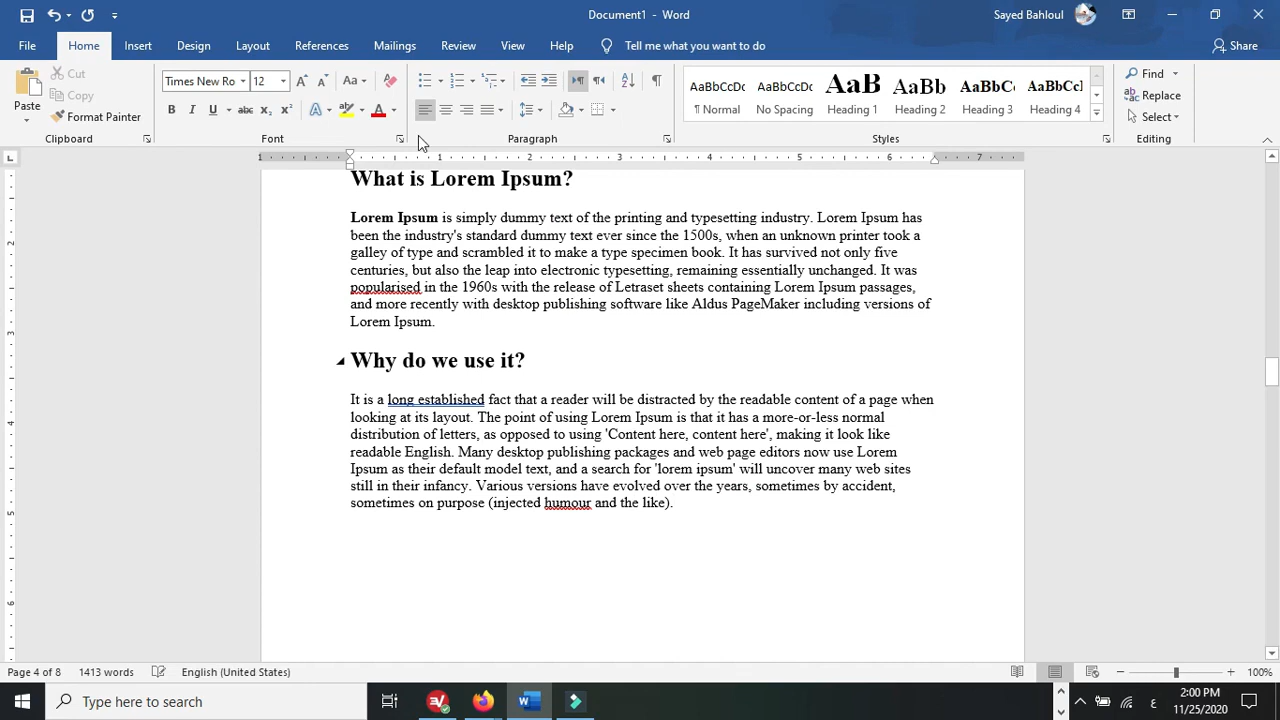 Document1 - Word
Sayed Bahloul
File Home Insert Design Layout References Mailings Review View Help Tell me what you want to do
Share
Paste
Cut
Copy
Format Painter
Clipboard
Times New Ro 12
Font
Paragraph
AaBbCcDc AaBbCcDc AaB AaBb AaBbC AaBbCc
¶ Normal No Spacing Heading 1 Heading 2 Heading 3 Heading 4
Styles
Find
Replace
Select
Editing
1 1 2 3 4 5 6 7
What is Lorem Ipsum?
Lorem Ipsum is simply dummy text of the printing and typesetting industry. Lorem Ipsum has
been the industry's standard dummy text ever since the 1500s, when an unknown printer took a
galley of type and scrambled it to make a type specimen book. It has survived not only five
centuries, but also the leap into electronic typesetting, remaining essentially unchanged. It was
popularised in the 1960s with the release of Letraset sheets containing Lorem Ipsum passages,
and more recently with desktop publishing software like Aldus PageMaker including versions of
Lorem Ipsum.
Why do we use it?
It is a long established fact that a reader will be distracted by the readable content of a page when
looking at its layout. The point of using Lorem Ipsum is that it has a more-or-less normal
distribution of letters, as opposed to using 'Content here, content here', making it look like
readable English. Many desktop publishing packages and web page editors now use Lorem
Ipsum as their default model text, and a search for 'lorem ipsum' will uncover many web sites
still in their infancy. Various versions have evolved over the years, sometimes by accident,
sometimes on purpose (injected humour and the like).
2
3
4
5
6
Page 4 of 8 1413 words English (United States)
100%
Type here to search
ع
2:00 PM
11/25/2020